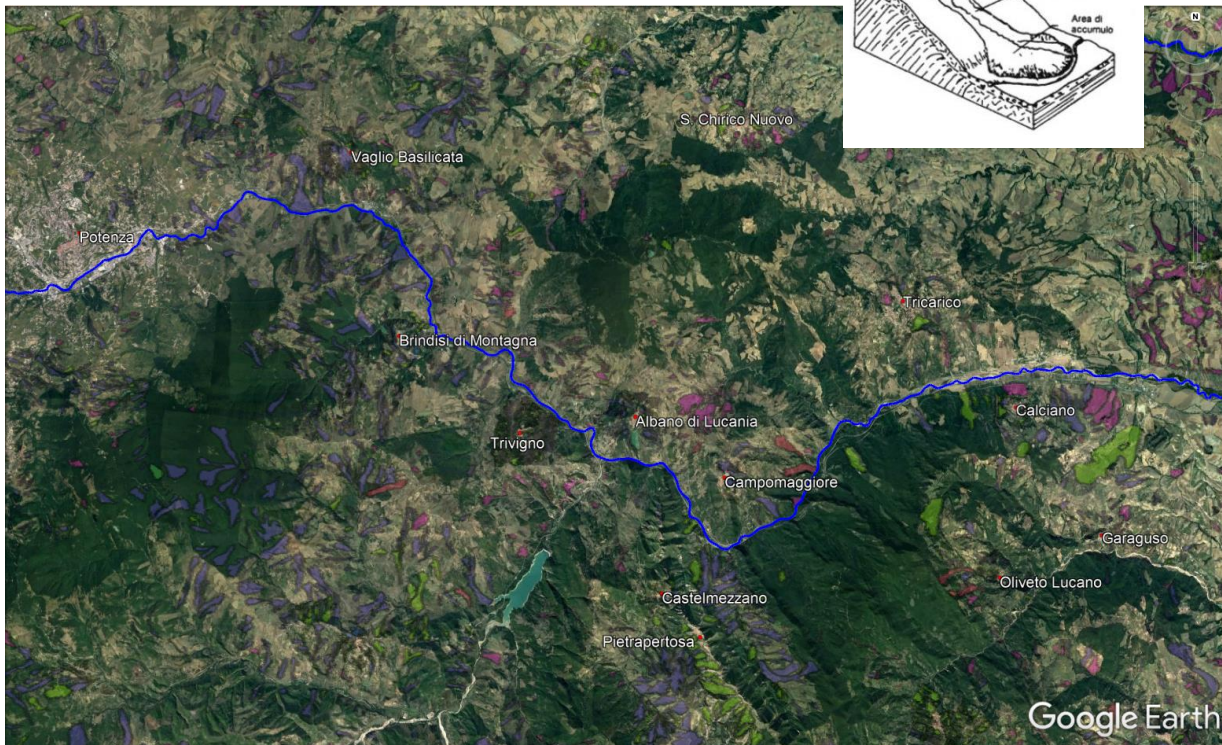 Area di
accumulo
N
S. Chirico Nuovo
Vaglio Basilicata
Potenza
Tricarico
Brindisi di Montagna
Calciano
Albano di Lucania
Trivigno
Campomaggiore
Garaguso
Oliveto Lucano
Castelmezzano
Pietrapertosa
Google Earth